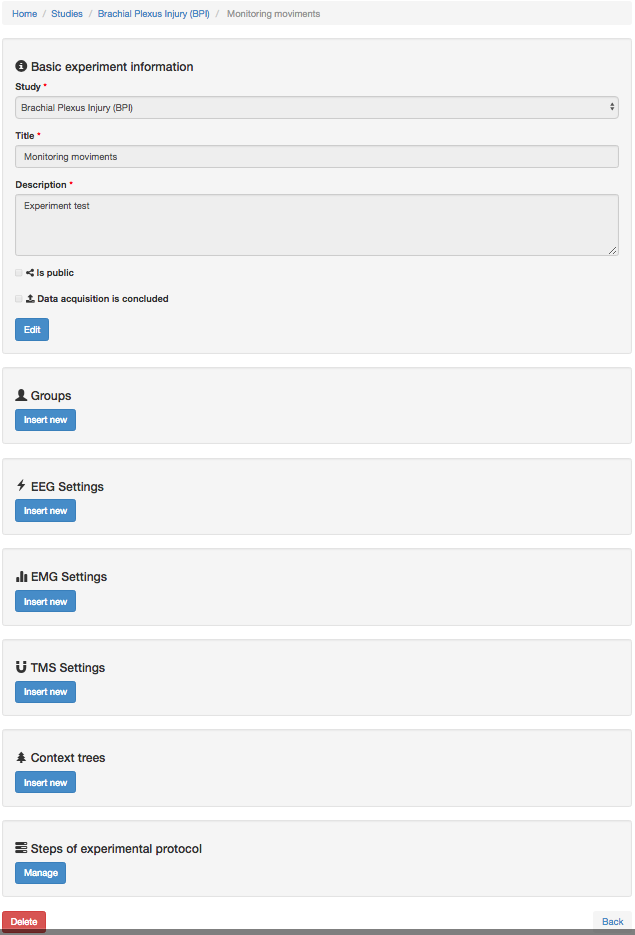 Home / Studies / Brachial Plexus Injury (BPI) / Monitoring moviments
Basic experiment information
Study *
Brachial Plexus Injury (BPI)
Title *
Monitoring moviments
Description *
Experiment test
Is public
Data acquisition is concluded
Edit
Groups
Insert new
EEG Settings
Insert new
EMG Settings
Insert new
TMS Settings
Insert new
Context trees
Insert new
Steps of experimental protocol
Manage
Delete Back